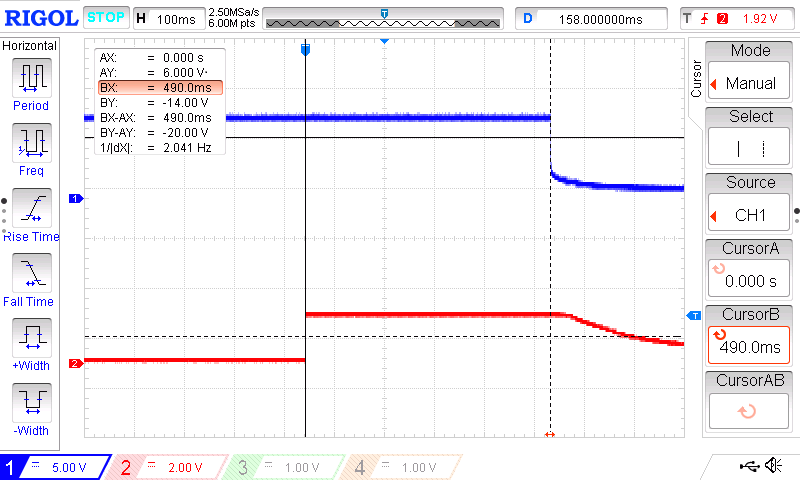 RIGOL STOP H 100ms 2.50MSa/s 6.00M pts T D 158.000000ms T 2 1.92 V
Horizontal
Period
Freq
Rise Time
Fall Time
+Width
-Width
AX: = 0.000 s
AY: = 6.000 V
BX: = 490.0ms
BY: = -14.00 V
BX-AX: = 490.0ms
BY-AY: = -20.00 V
1/|dX|: = 2.041 Hz
T
1
2
T
Cursor
Mode
Manual
Select
Source
CH1
CursorA
0.000 s
CursorB
490.0ms
CursorAB
1 5.00 V 2 2.00 V 3 1.00 V 4 1.00 V